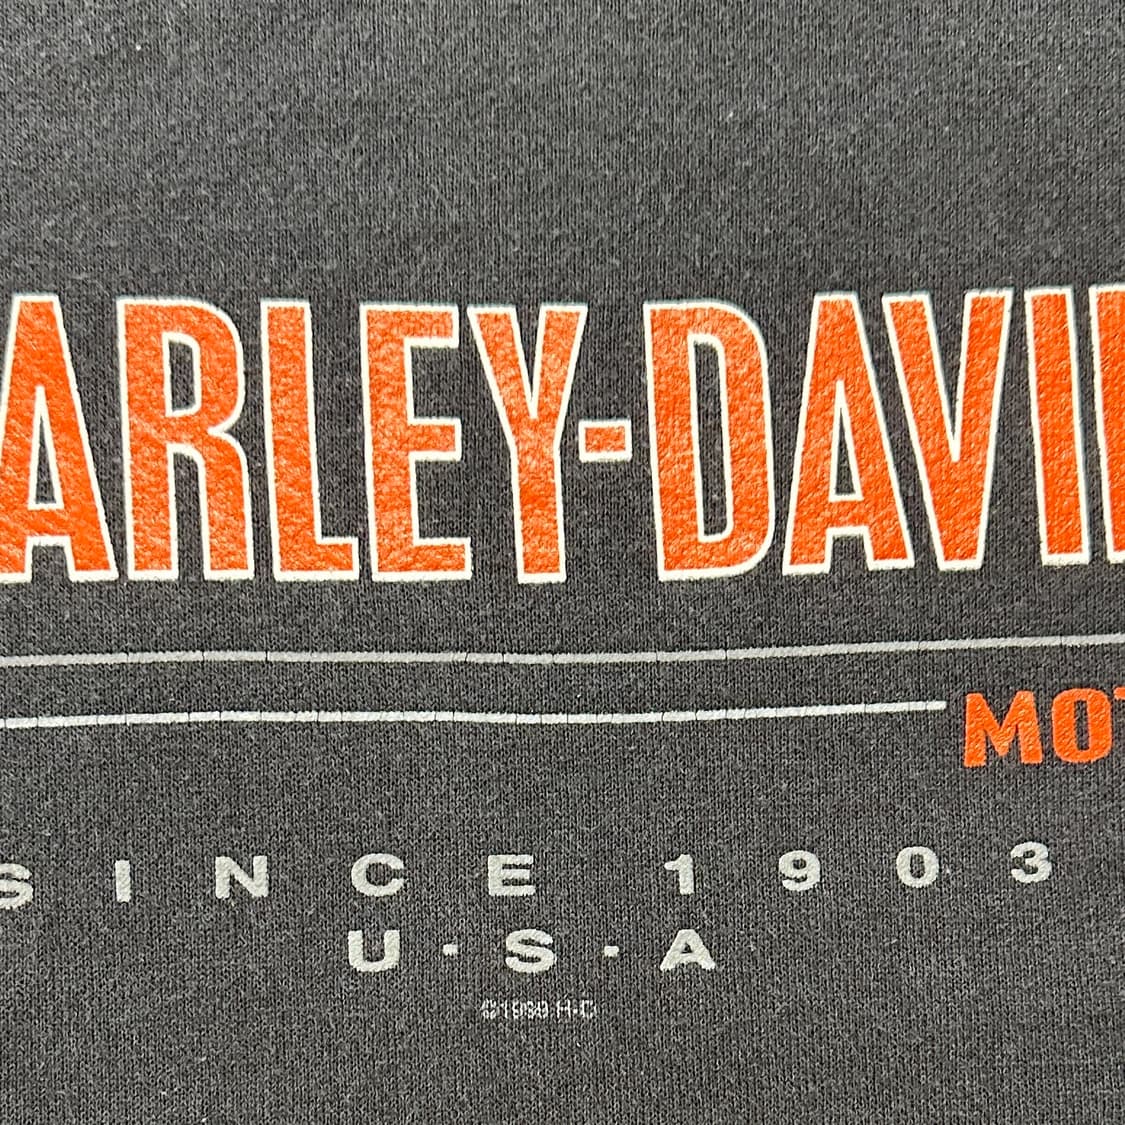 ARLEY-DAVI
MOT
SINCE 1903
U·S·A